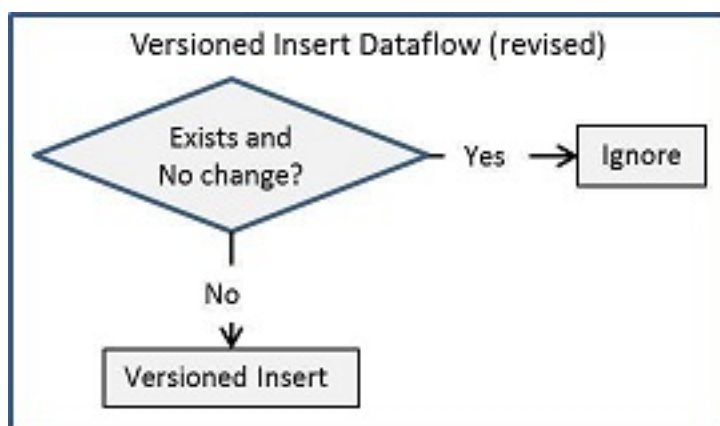 Versioned Insert Dataflow (revised)
Exists and
No change?
Yes
Ignore
No
Versioned Insert